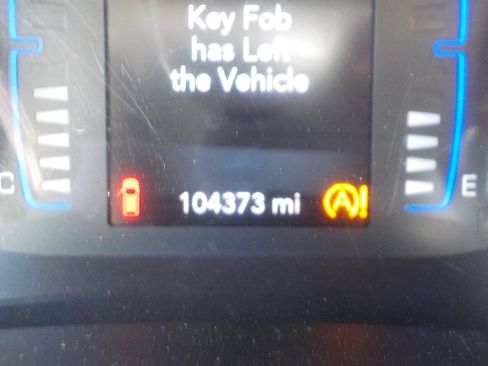 Key Fob
has Left
the Vehicle
C
104373 mi
A!
E